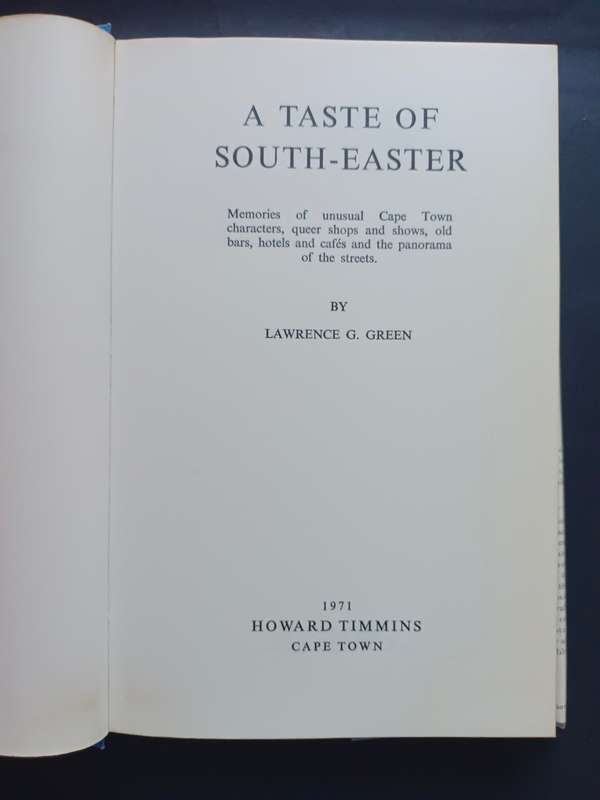 A TASTE OF
SOUTH-EASTER
Memories of unusual Cape Town
characters, queer shops and shows, old
bars, hotels and cafés and the panorama
of the streets.
BY
LAWRENCE G. GREEN
1971
HOWARD TIMMINS
CAPE TOWN